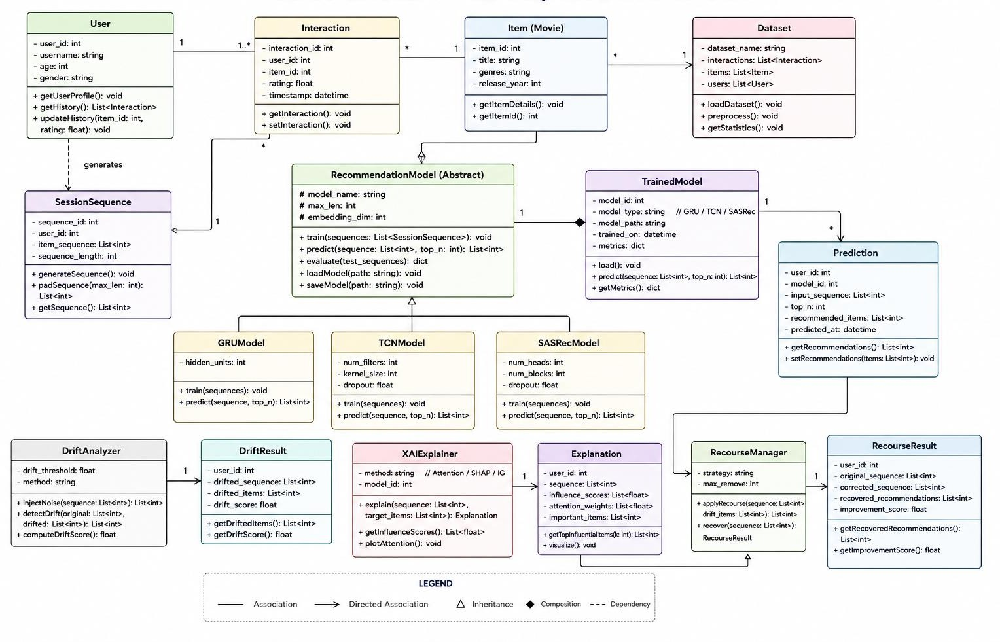 User
- user_id: int
- username: string
- age: int
- gender: string
+ getUserProfile(): void
+ getHistory(): List<Interaction>
+ updateHistory(item_id: int,
rating: float): void
1
1..*
Interaction
- interaction_id: int
- user_id: int
- item_id: int
- rating: float
- timestamp: datetime
+ getInteraction(): void
+ setInteraction(): void
*
1
Item (Movie)
- item_id: int
- title: string
- genres: string
- release_year: int
+ getItemDetails(): void
+ getItemId(): int
*
1
Dataset
- dataset_name: string
- interactions: List<Interaction>
- items: List<Item>
- users: List<User>
+ loadDataset(): void
+ preprocess(): void
+ getStatistics(): void
generates
*
1
SessionSequence
- sequence_id: int
- user_id: int
- item_sequence: List<int>
- sequence_length: int
+ generateSequence(): void
+ padSequence(max_len: int):
List<int>
+ getSequence(): List<int>
RecommendationModel (Abstract)
# model_name: string
# max_len: int
# embedding_dim: int
+ train(sequences: List<SessionSequence>): void
+ predict(sequence: List<int>, top_n: int): List<int>
+ evaluate(test_sequences): dict
+ loadModel(path: string): void
+ saveModel(path: string): void
1
TrainedModel
- model_id: int
- model_type: string // GRU / TCN / SASRec
- model_path: string
- trained_on: datetime
- metrics: dict
+ load(): void
+ predict(sequence: List<int>, top_n: int): List<int>
+ getMetrics(): dict
1
*
Prediction
- user_id: int
- model_id: int
- input_sequence: List<int>
- top_n: int
- recommended_items: List<int>
- predicted_at: datetime
+ getRecommendations(): List<int>
+ setRecommendations(Items: List<int>): void
GRUModel
- hidden_units: int
+ train(sequences): void
+ predict(sequence, top_n): List<int>
TCNModel
- num_filters: int
- kernel_size: int
- dropout: float
+ train(sequences): void
+ predict(sequence, top_n): List<int>
SASRecModel
- num_heads: int
- num_blocks: int
- dropout: float
+ train(sequences): void
+ predict(sequence, top_n): List<int>
DriftAnalyzer
- drift_threshold: float
- method: string
+ injectNoise(sequence: List<int>): List<int>
+ detectDrift(original: List<int>,
drifted: List<int>): List<int>
+ computeDriftScore(): float
1
DriftResult
- user_id: int
- drifted_sequence: List<int>
- drifted_items: List<int>
- drift_score: float
+ getDriftedItems(): List<int>
+ getDriftScore(): float
XAIExplainer
- method: string // Attention / SHAP / IG
- model_id: int
+ explain(sequence: List<int>,
target_items: List<int>): Explanation
+ getInfluenceScores(): List<float>
+ plotAttention(): void
1
Explanation
- user_id: int
- sequence: List<int>
- influence_scores: List<float>
- attention_weights: List<float>
- important_items: List<int>
+ getTopInfluentialItems(k: int): List<int>
+ visualize(): void
RecourseManager
- strategy: string
- max_remove: int
+ applyRecourse(sequence: List<int>
drift_items: List<int>): List<int>
+ recover(sequence: List<int>):
RecourseResult
1
RecourseResult
- user_id: int
- original_sequence: List<int>
- corrected_sequence: List<int>
- recovered_recommendations: List<int>
- improvement_score: float
+ getRecoveredRecommendations():
List<int>
+ getImprovementScore(): float
LEGEND
Association
Directed Association
Inheritance
Composition
Dependency